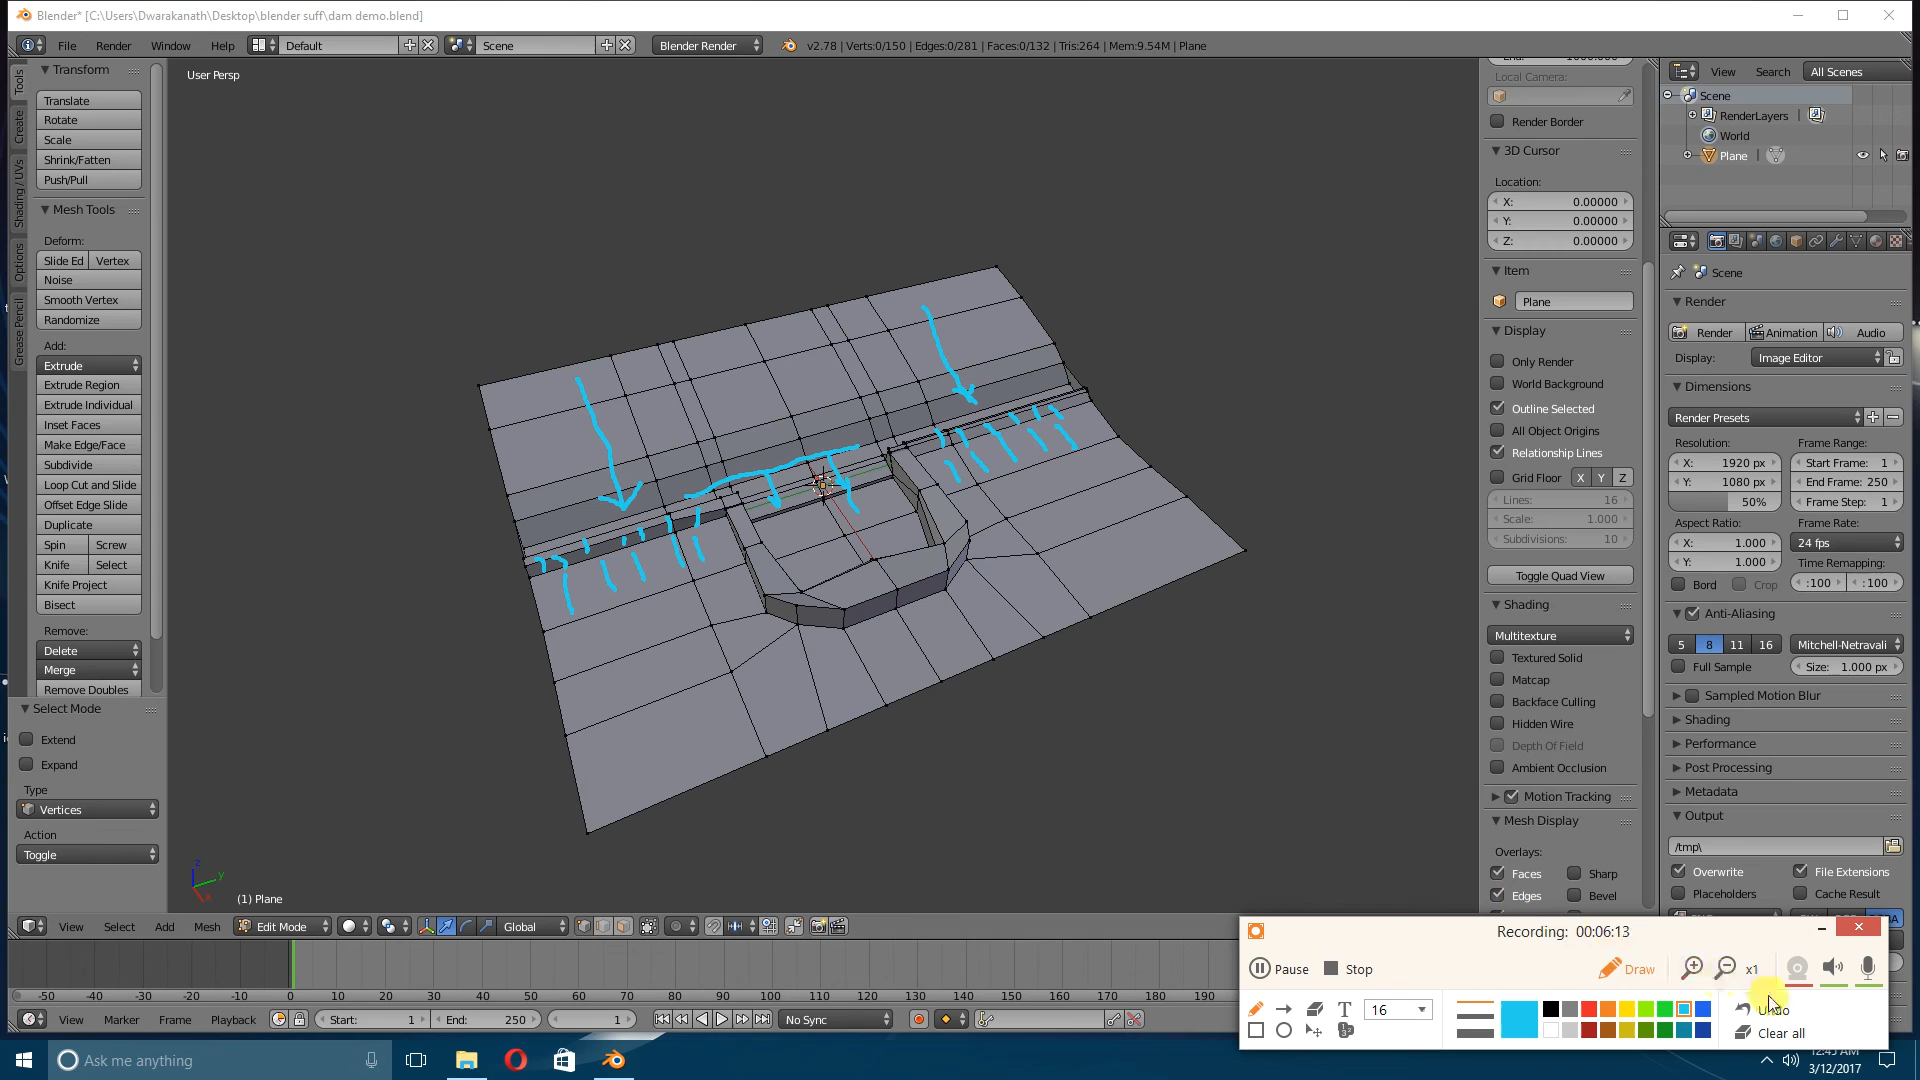 Blender* [C:\Users\Dwarakanath\Desktop\blender suff\dam demo.blend]
File Render Window Help Default Scene Blender Render v2.78 | Verts:0/150 | Edges:0/281 | Faces:0/132 | Tris:264 | Mem:9.54M | Plane
Tools
Create
Shading / UVs
Options
Grease Pencil
Transform
Translate
Rotate
Scale
Shrink/Fatten
Push/Pull
Mesh Tools
Deform:
Slide Ed Vertex
Noise
Smooth Vertex
Randomize
Add:
Extrude
Extrude Region
Extrude Individual
Inset Faces
Make Edge/Face
Subdivide
Loop Cut and Slide
Offset Edge Slide
Duplicate
Spin Screw
Knife Select
Knife Project
Bisect
Remove:
Delete
Merge
Remove Doubles
Select Mode
Extend
Expand
Type
Vertices
Action
Toggle
User Persp
z
y
x
(1) Plane
Local Camera:
Render Border
3D Cursor
Location:
X: 0.00000
Y: 0.00000
Z: 0.00000
Item
Plane
Display
Only Render
World Background
Outline Selected
All Object Origins
Relationship Lines
Grid Floor X Y Z
Lines: 16
Scale: 1.000
Subdivisions: 10
Toggle Quad View
Shading
Multitexture
Textured Solid
Matcap
Backface Culling
Hidden Wire
Depth Of Field
Ambient Occlusion
Motion Tracking
Mesh Display
Overlays:
Faces Sharp
Edges Bevel
View Search All Scenes
Scene
RenderLayers
World
Plane
Scene
Render
Render Animation Audio
Display: Image Editor
Dimensions
Render Presets
Resolution: Frame Range:
X: 1920 px Start Frame: 1
Y: 1080 px End Frame: 250
50% Frame Step: 1
Aspect Ratio: Frame Rate:
X: 1.000 24 fps
Y: 1.000 Time Remapping:
Bord Crop :100 :100
Anti-Aliasing
5 8 11 16 Mitchell-Netravali
Full Sample Size: 1.000 px
Sampled Motion Blur
Shading
Performance
Post Processing
Metadata
Output
/tmp\
Overwrite File Extensions
Placeholders Cache Result
View Select Add Mesh Edit Mode Global
-50 -40 -30 -20 -10 0 10 20 30 40 50 60 70 80 90 100 110 120 130 140 150 160 170 180 190
View Marker Frame Playback Start: 1 End: 250 1 No Sync
Recording: 00:06:13
Pause Stop Draw x1
T 16 Undo
Clear all
Ask me anything
12:45 AM
3/12/2017